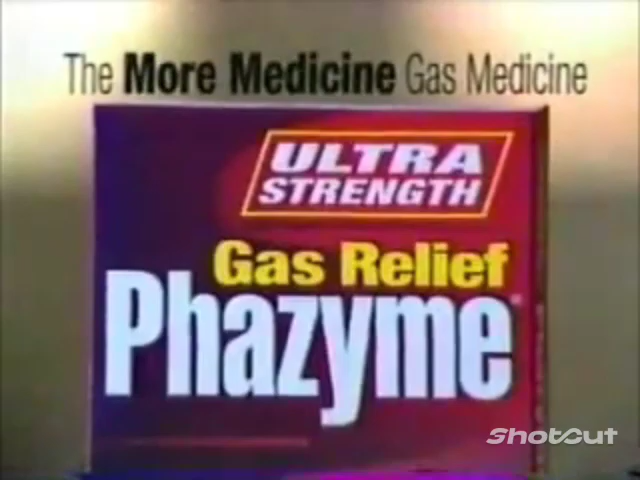 The More Medicine Gas Medicine
ULTRA
STRENGTH
Gas Relief
Phazyme
ShotCut